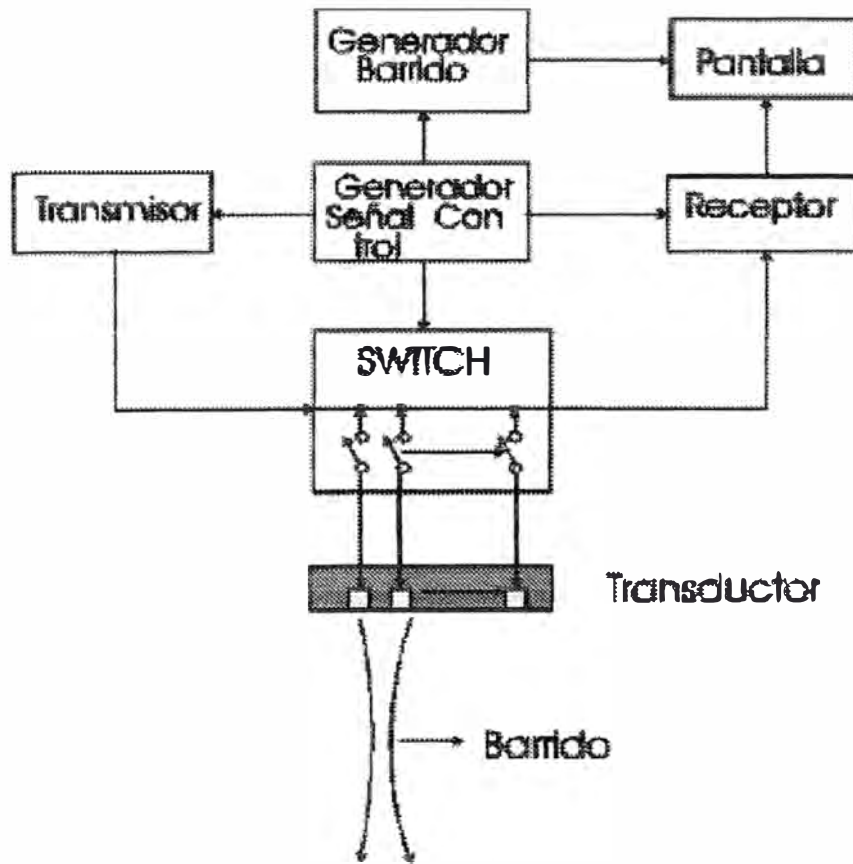 Generador
Barrido
Pantalla
Transmisor
Generador
Señal Con
trol
Receptor
SWITCH
Transductor
Barrido